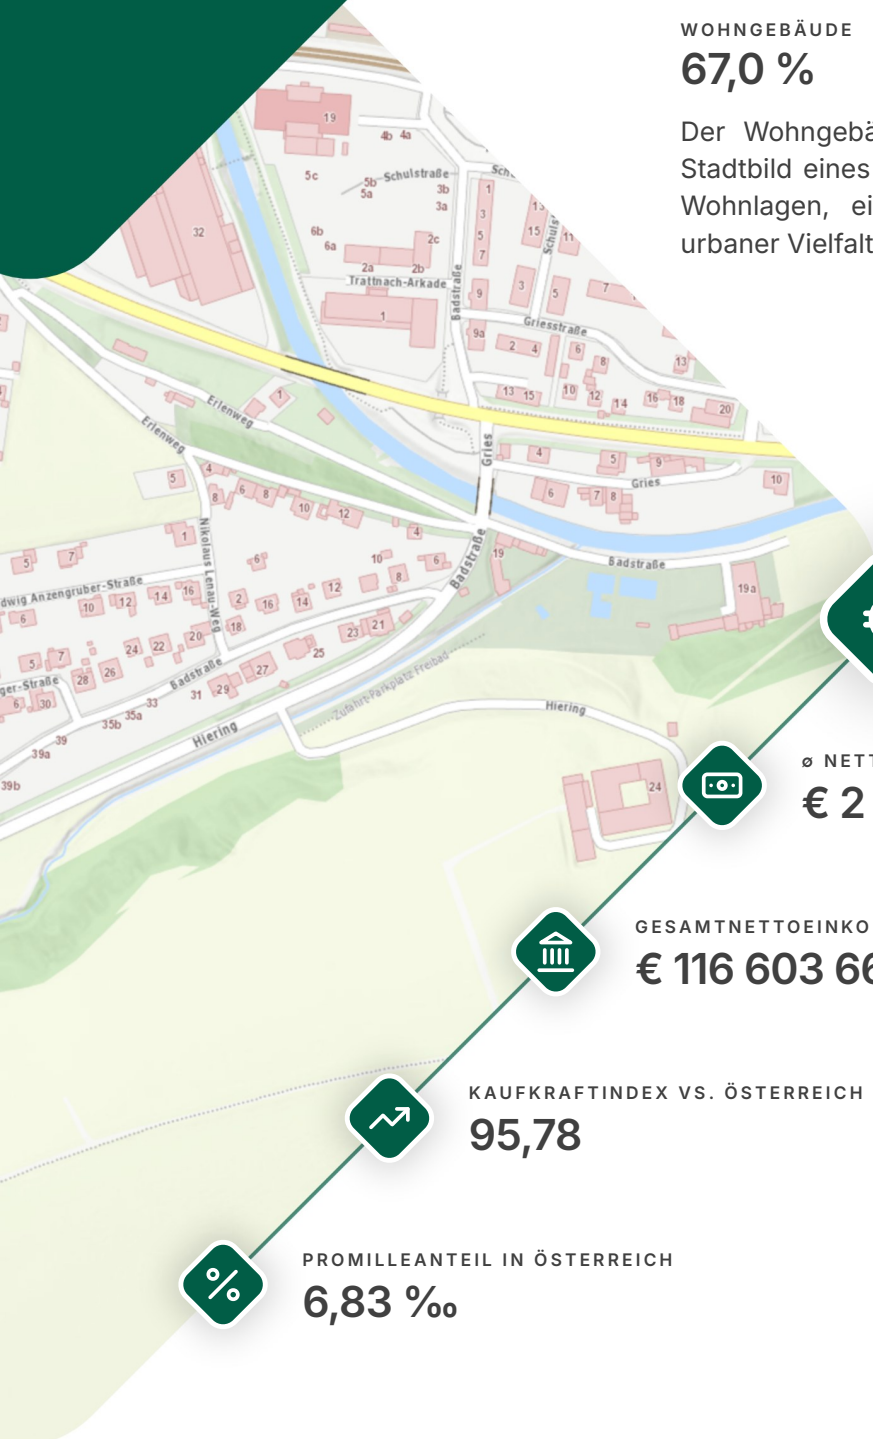 WOHNGEBÄUDE
67,0 %
Der Wohngebä
Stadtbild eines
Wohnlagen, ei
urbaner Vielfalt
19
4b 4a
5c
5b
5a
Schulstraße
3b
3a
Sch
1
3
5
7
13
15
11
Schuls
32
6b
6a
2c
2a
2b
Trattnach-Arkade
1
Badstraße
9
3
5
7
Griesstraße
9a
2 4
6
8
13
13 15
10
12
14
16
18
20
Erlenweg
1
Erlenweg
Gries
4
5
9
Gries
10
6
7 8
5
4
8
6
8
10
12
4
Nikolaus Lenau-Weg
1
5
7
6
10
6
8
Badstraße
19
Badstraße
19a
dwig Anzengruber-Straße
6
10
12
14
16
2
16
14
12
18
20
22
24
26
28
23
21
25
27
29
31
Badstraße
5
7
ger-Straße
6
30
33
35a
35b
39
39a
39b
Hiering
Zufahrt-Parkplatz Freibad
Hiering
24
ø NETT
€ 2
GESAMTNETTOEINKO
€ 116 603 66
KAUFKRAFTINDEX VS. ÖSTERREICH
95,78
PROMILLEANTEIL IN ÖSTERREICH
6,83 ‰